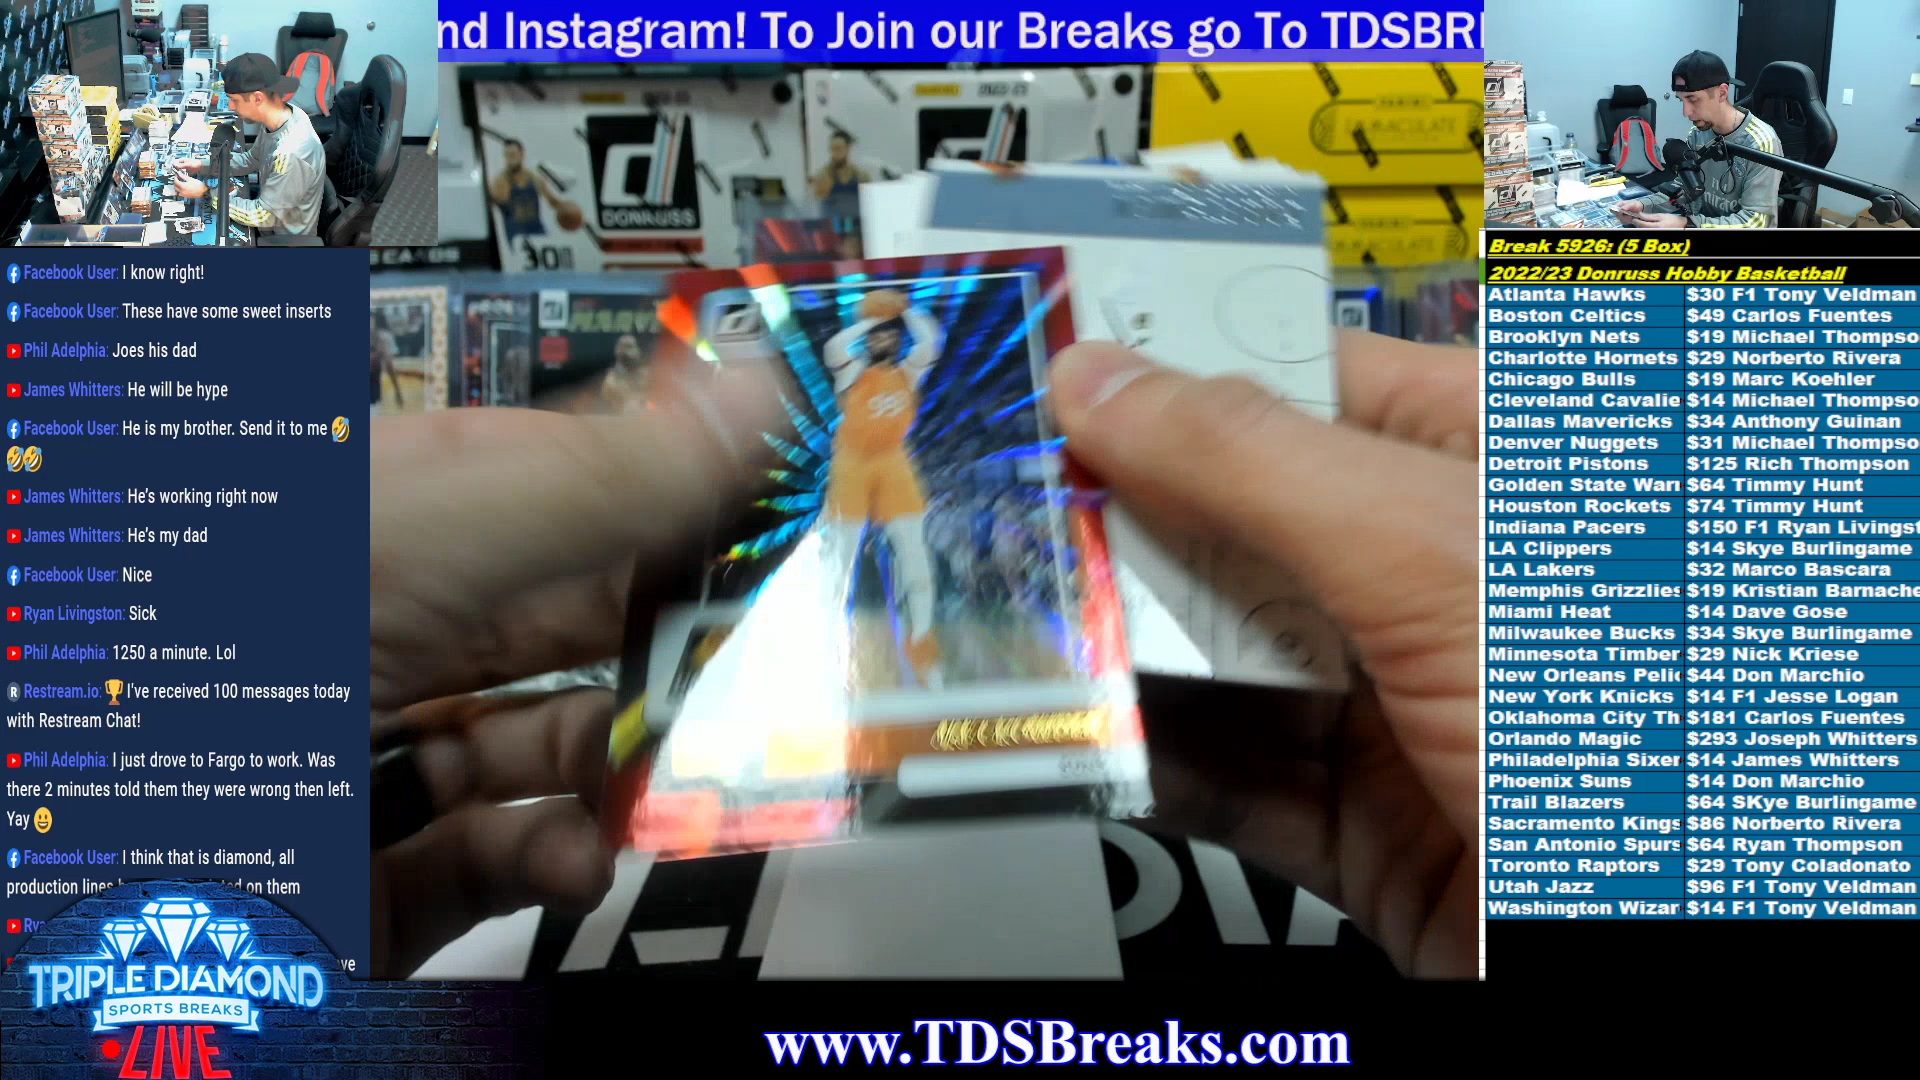 nd Instagram! To Join our Breaks go To TDSBR
DONRUSS
IMMACULATE
Facebook User: I know right!
Facebook User: These have some sweet inserts
Phil Adelphia: Joes his dad
James Whitters: He will be hype
Facebook User: He is my brother. Send it to me 🤣
🤣🤣
James Whitters: He's working right now
James Whitters: He's my dad
Facebook User: Nice
Ryan Livingston: Sick
Phil Adelphia: 1250 a minute. Lol
Restream.io: 🏆 I've received 100 messages today
with Restream Chat!
Phil Adelphia: I just drove to Fargo to work. Was
there 2 minutes told them they were wrong then left.
Yay 😀
Facebook User: I think that is diamond, all
production lines on them
TRIPLE DIAMOND
SPORTS BREAKS
LIVE
www.TDSBreaks.com
Break 5926: (5 Box)
2022/23 Donruss Hobby Basketball
Atlanta Hawks $30 F1 Tony Veldman
Boston Celtics $49 Carlos Fuentes
Brooklyn Nets $19 Michael Thompso
Charlotte Hornets $29 Norberto Rivera
Chicago Bulls $19 Marc Koehler
Cleveland Cavalie $14 Michael Thompso
Dallas Mavericks $34 Anthony Guinan
Denver Nuggets $31 Michael Thompso
Detroit Pistons $125 Rich Thompson
Golden State Warr $64 Timmy Hunt
Houston Rockets $74 Timmy Hunt
Indiana Pacers $150 F1 Ryan Livingst
LA Clippers $14 Skye Burlingame
LA Lakers $32 Marco Bascara
Memphis Grizzlies $19 Kristian Barnache
Miami Heat $14 Dave Gose
Milwaukee Bucks $34 Skye Burlingame
Minnesota Timber $29 Nick Kriese
New Orleans Pelic $44 Don Marchio
New York Knicks $14 F1 Jesse Logan
Oklahoma City Th $181 Carlos Fuentes
Orlando Magic $293 Joseph Whitters
Philadelphia Sixer $14 James Whitters
Phoenix Suns $14 Don Marchio
Trail Blazers $64 SKye Burlingame
Sacramento Kings $86 Norberto Rivera
San Antonio Spurs $64 Ryan Thompson
Toronto Raptors $29 Tony Coladonato
Utah Jazz $96 F1 Tony Veldman
Washington Wizar $14 F1 Tony Veldman